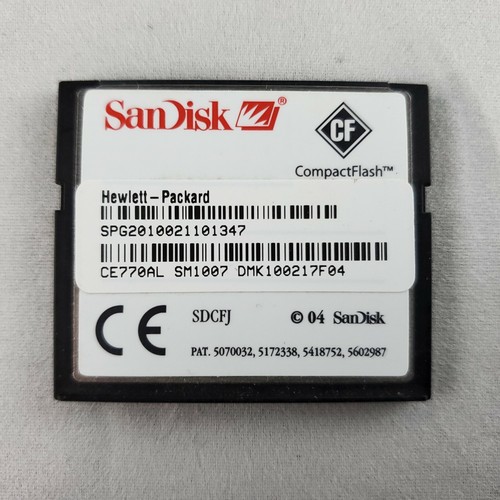 SanDisk ®
CF
CompactFlash™
Hewlett-Packard
SPG2010021101347
CE770AL SM1007 DMK100217F04
CE SDCFJ © 04 SanDisk
PAT. 5070032, 5172338, 5418752, 5602987